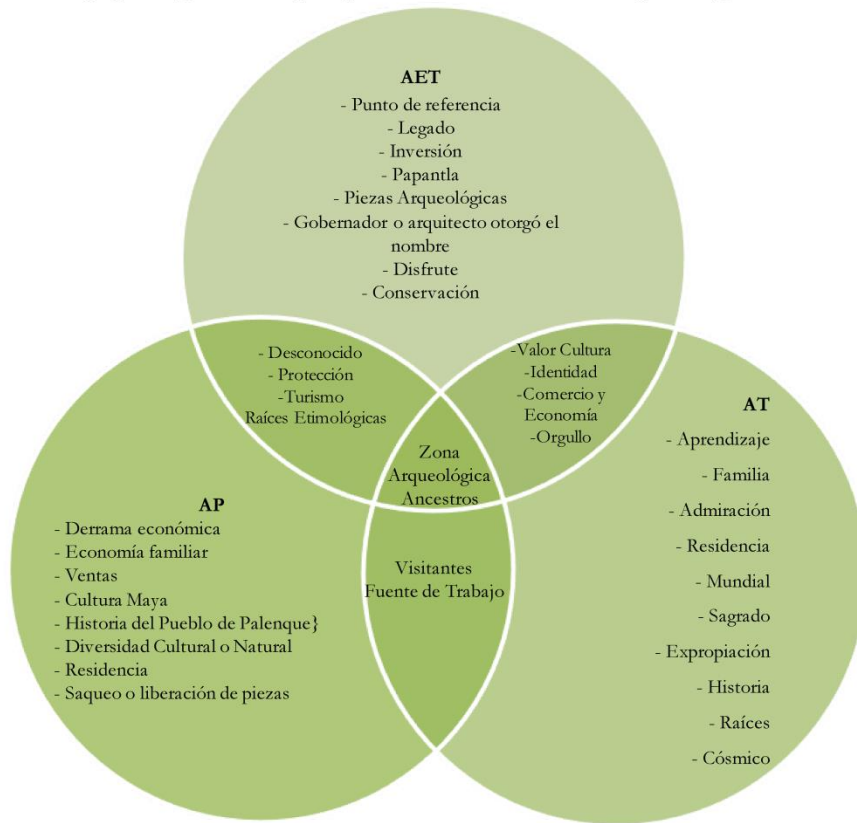 AET
- Punto de referencia
- Legado
- Inversión
- Papantla
- Piezas Arqueológicas
- Gobernador o arquitecto otorgó el
nombre
- Disfrute
- Conservación
- Desconocido
- Protección
-Turismo
Raíces Etimológicas
-Valor Cultura
-Identidad
-Comercio y
Economía
-Orgullo
Zona
Arqueológica
Ancestros
AP
- Derrama económica
- Economía familiar
- Ventas
- Cultura Maya
- Historia del Pueblo de Palenque}
- Diversidad Cultural o Natural
- Residencia
- Saqueo o liberación de piezas
Visitantes
Fuente de Trabajo
AT
- Aprendizaje
- Familia
- Admiración
- Residencia
- Mundial
- Sagrado
- Expropiación
- Historia
- Raíces
- Cósmico